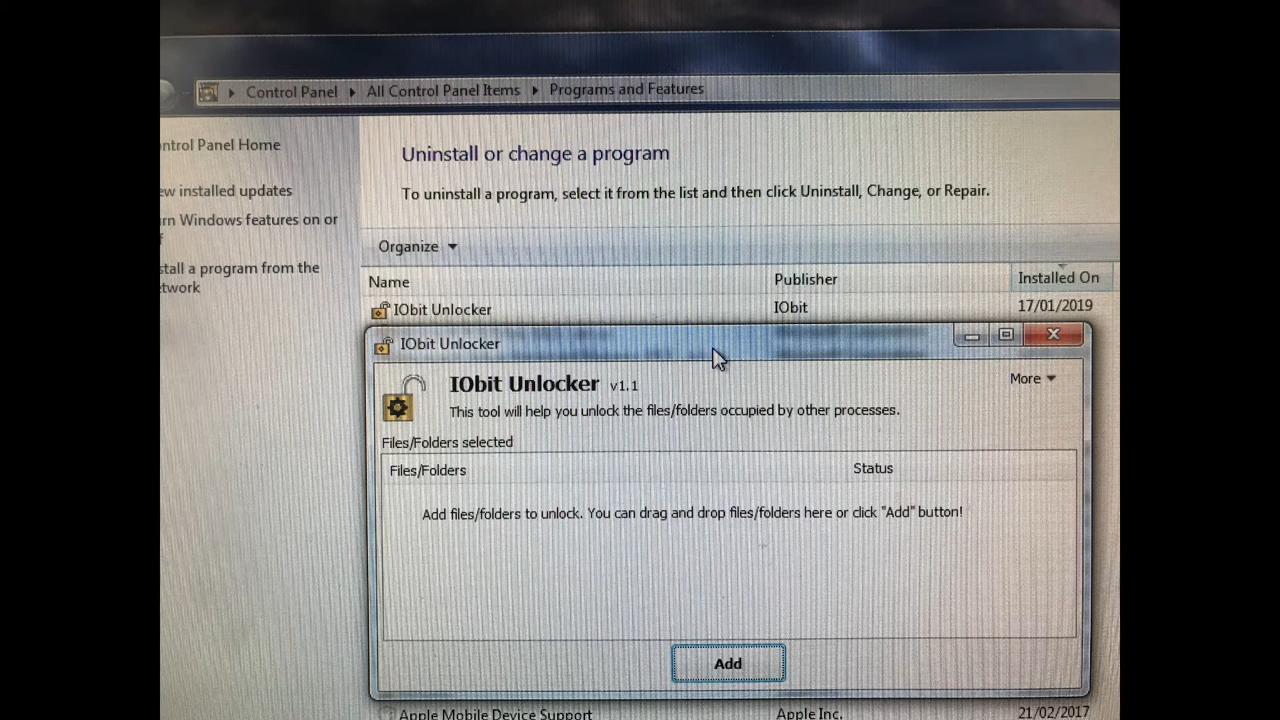 Control Panel All Control Panel Items Programs and Features
ntrol Panel Home
ew installed updates
rn Windows features on or
f
stall a program from the
twork
Uninstall or change a program
To uninstall a program, select it from the list and then click Uninstall, Change, or Repair.
Organize
Name Publisher Installed On
IObit Unlocker IObit 17/01/2019
IObit Unlocker
IObit Unlocker v1.1
More
This tool will help you unlock the files/folders occupied by other processes.
Files/Folders selected
Files/Folders Status
Add files/folders to unlock. You can drag and drop files/folders here or click "Add" button!
Add
Apple Mobile Device Support Apple Inc. 21/02/2017